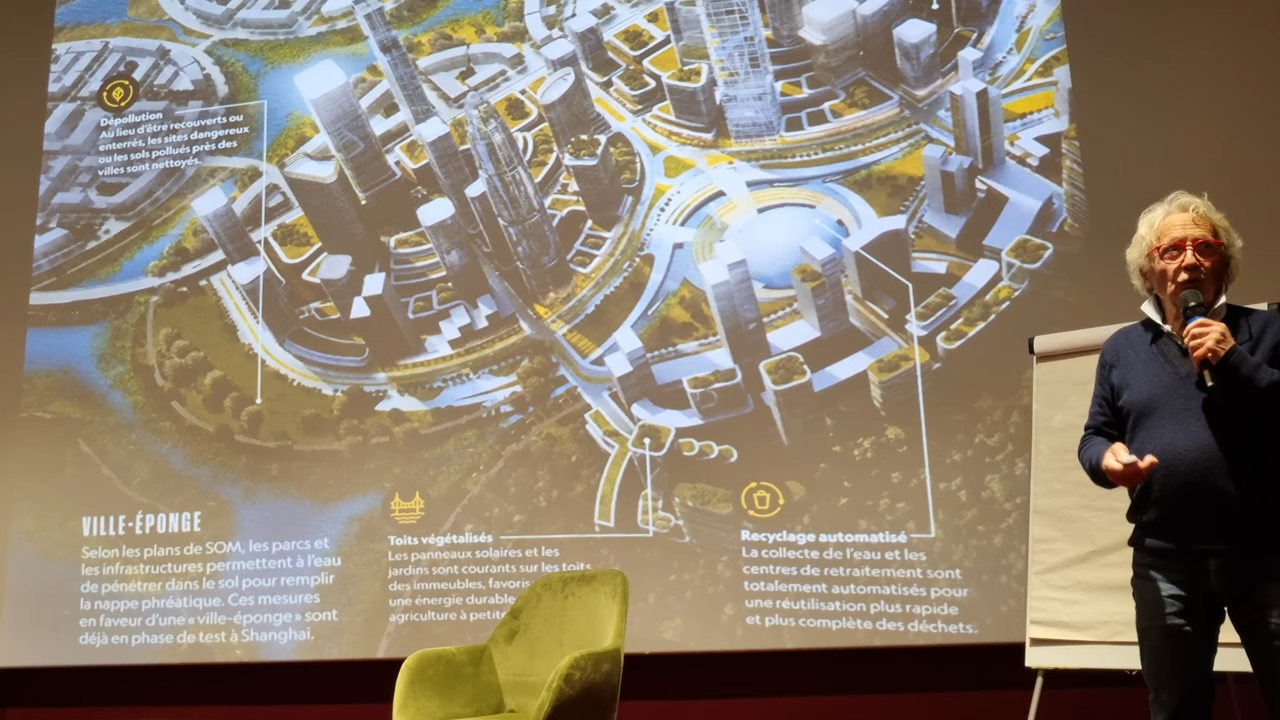 Dépollution
Au lieu d'être recouverts ou
enterrés, les sites dangereux
ou les sols pollués près des
villes sont nettoyés.
VILLE-ÉPONGE
Selon les plans de SOM, les parcs et
les infrastructures permettent à l'eau
de pénétrer dans le sol pour remplir
la nappe phréatique. Ces mesures
en faveur d'une «ville-éponge» sont
déjà en phase de test à Shanghai.
Toits végétalisés
Les panneaux solaires et les
jardins sont courants sur les toits
des immeubles,
une énergie durable
agriculture à
Recyclage automatisé
La collecte de l'eau et les
centres de retraitement sont
totalement automatisés pour
une réutilisation plus rapide
et plus complète des déchets.